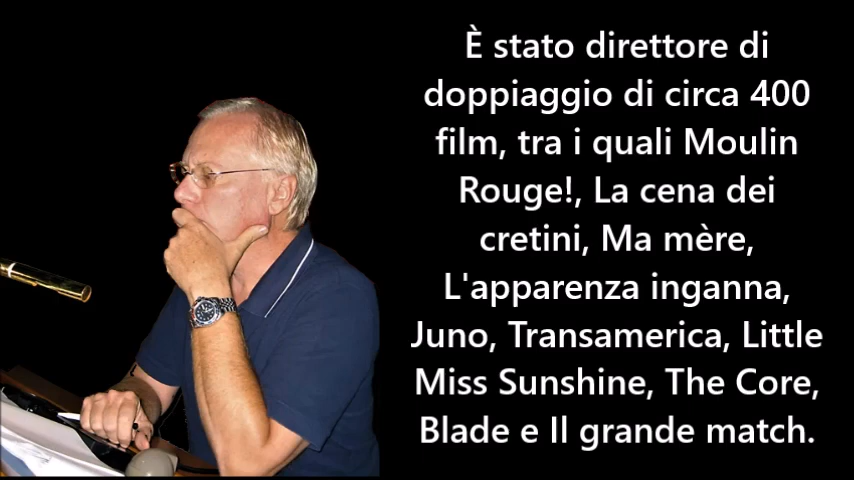 È stato direttore di
doppiaggio di circa 400
film, tra i quali Moulin
Rouge!, La cena dei
cretini, Ma mère,
L'apparenza inganna,
Juno, Transamerica, Little
Miss Sunshine, The Core,
Blade e Il grande match.